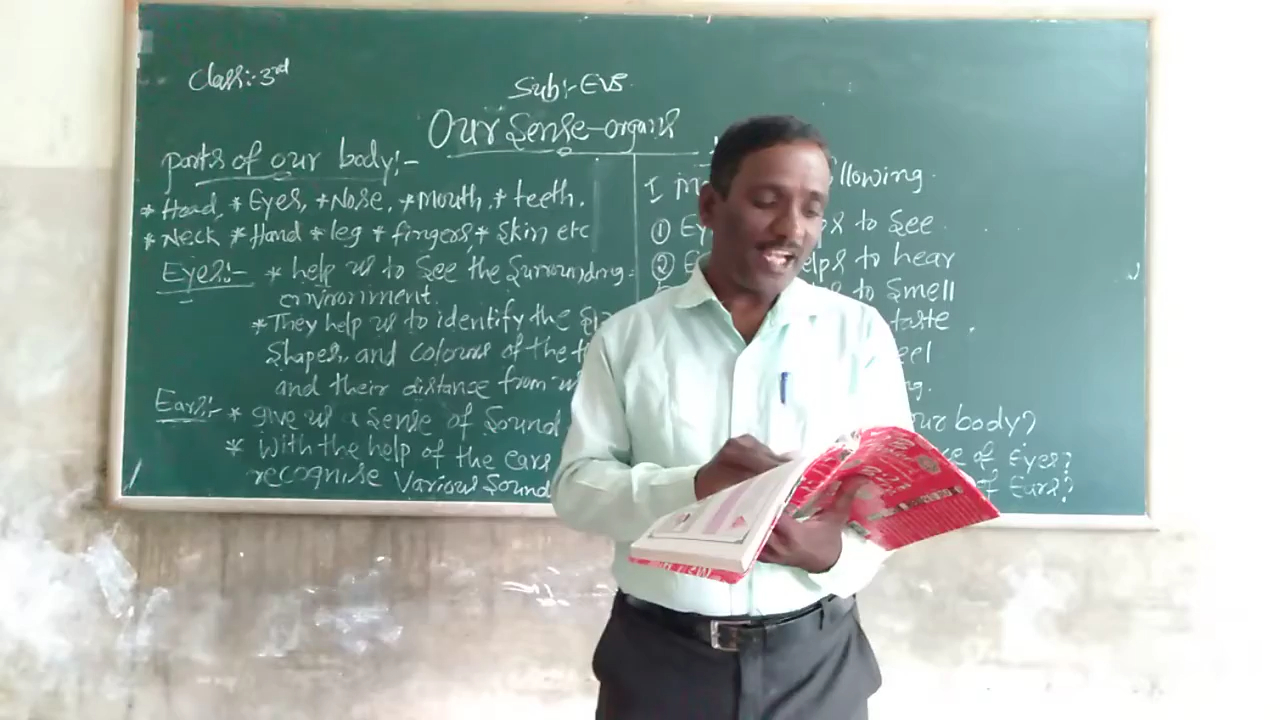 Class:- 3rd
Sub:- EVS
Our Sense-organs
parts of our body:-
* Head, * Eyes, * Nose, * Mouth, * teeth.
* Neck * Hand * leg * fingers, * Skin etc
Eyes:- * help us to See the Surrounding-
environment.
* They help us to identify the
Shapes, and colours of the
and their distance from us
Ears:- * give us a Sense of Sound
* With the help of the ears
recognise Various Sound
I llowing.
① to See
② to hear
to Smell
taste.
body?
of Eyes?
of Ears?